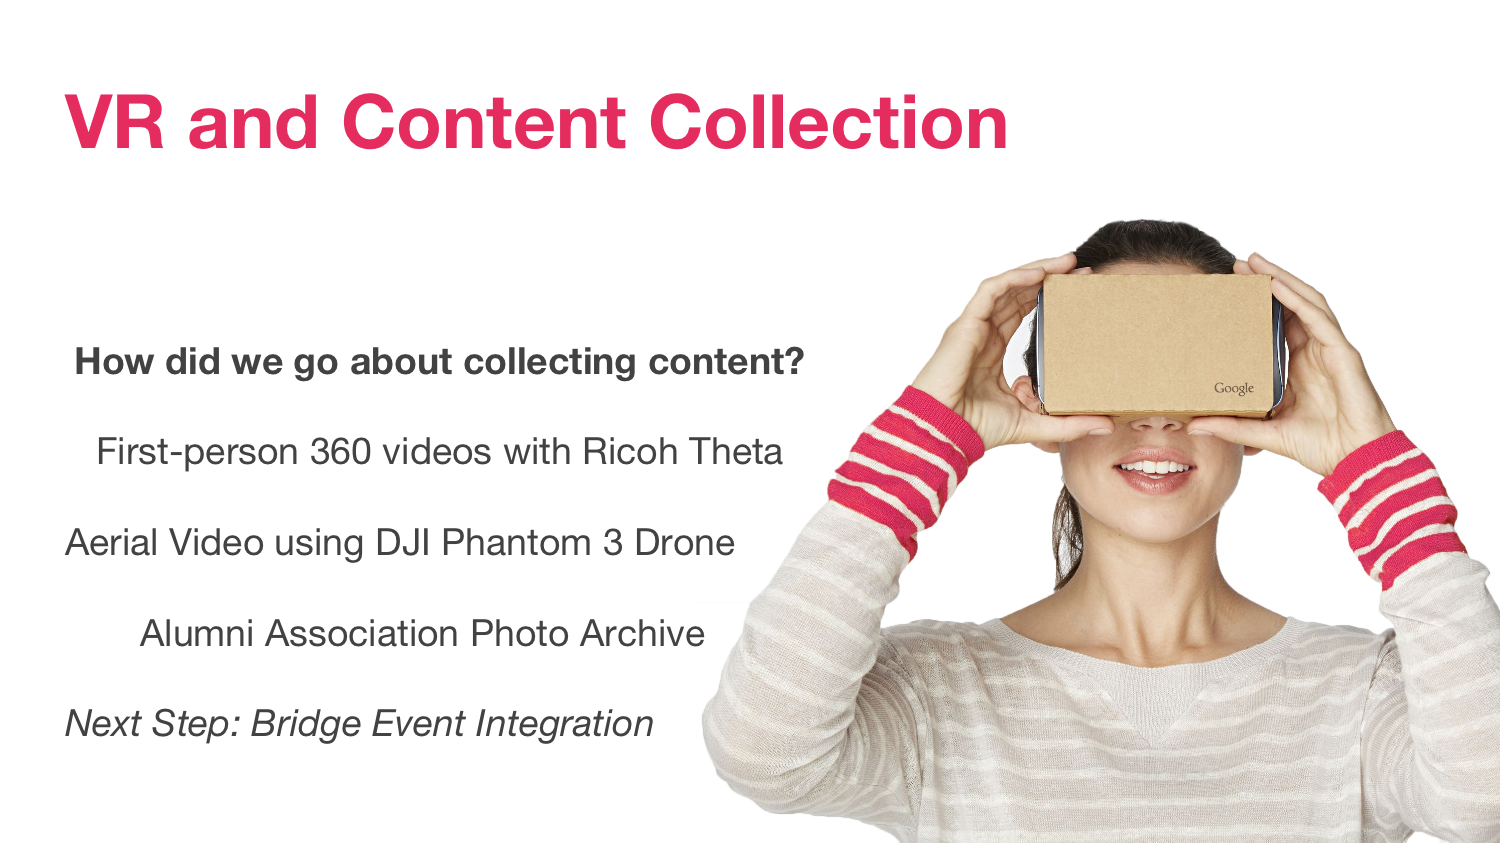 VR and Content Collection
How did we go about collecting content?
First-person 360 videos with Ricoh Theta
Aerial Video using DJI Phantom 3 Drone
Alumni Association Photo Archive
Next Step: Bridge Event Integration
Google